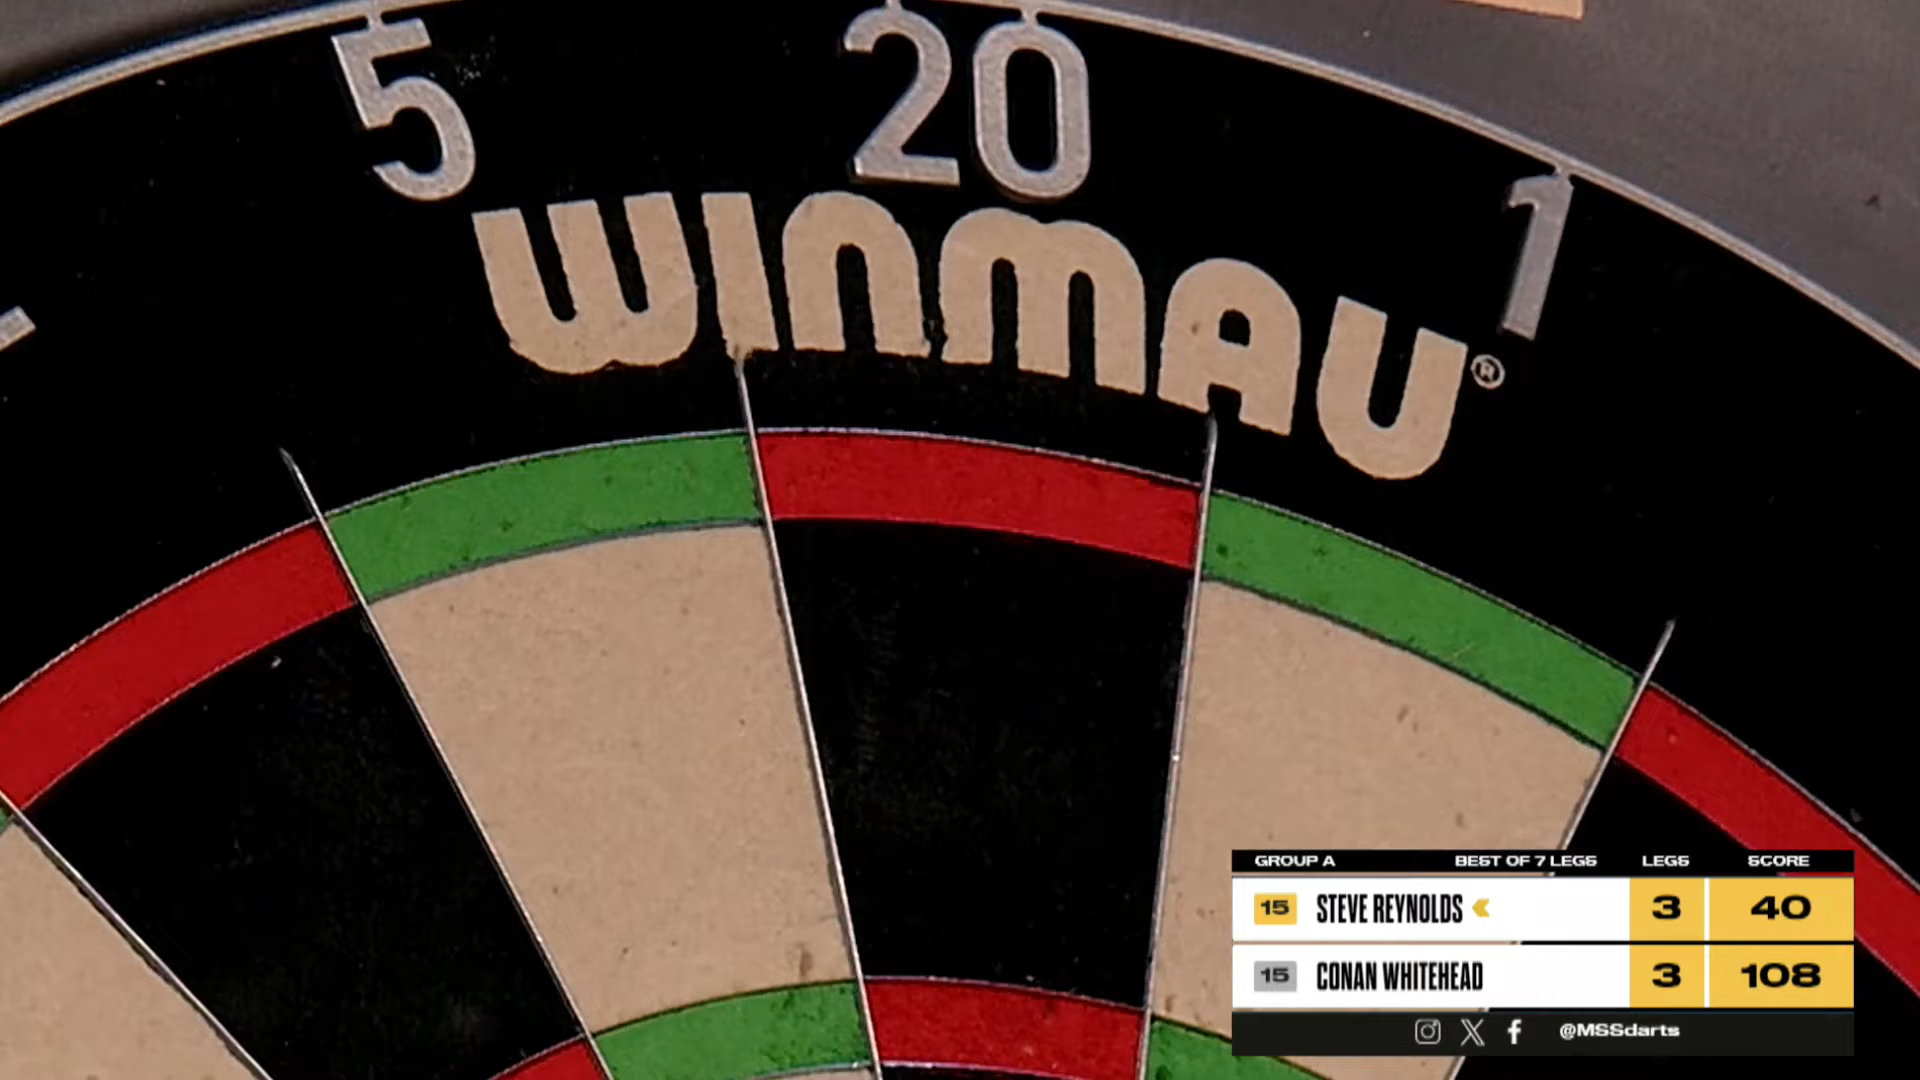 5 20 1
WINMAU®
GROUP A BEST OF 7 LEGS LEGS SCORE
15 STEVE REYNOLDS 3 40
15 CONAN WHITEHEAD 3 108
@MSSdarts